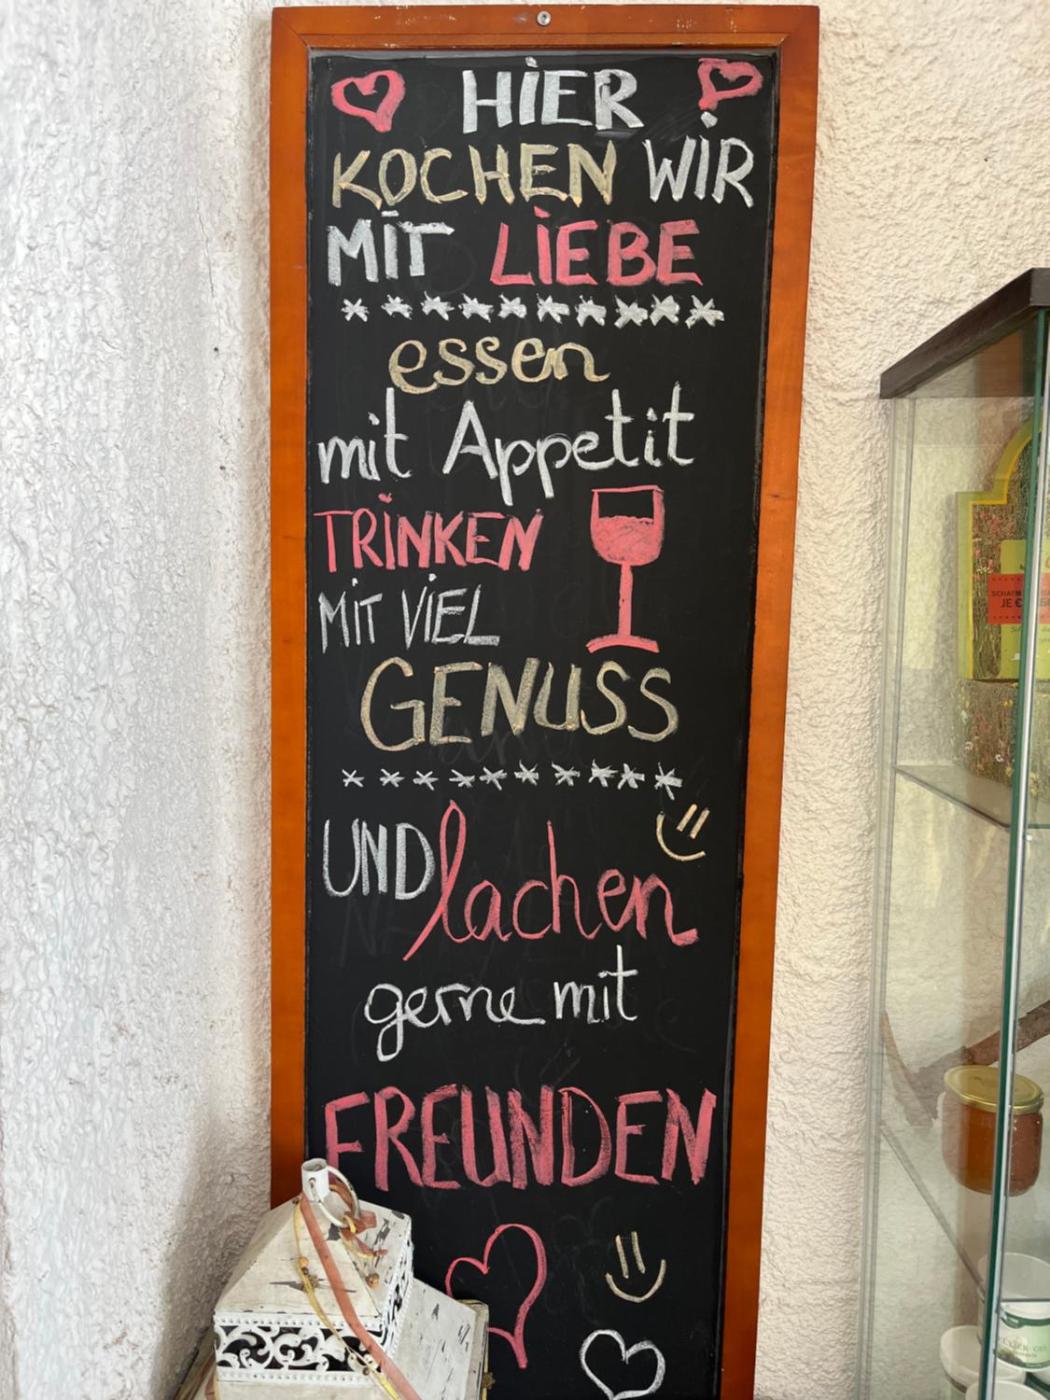 HIER
KOCHEN WIR
MIT LIEBE
essen
mit Appetit
TRINKEN
MIT VIEL
GENUSS
UND lachen
gerne mit
FREUNDEN